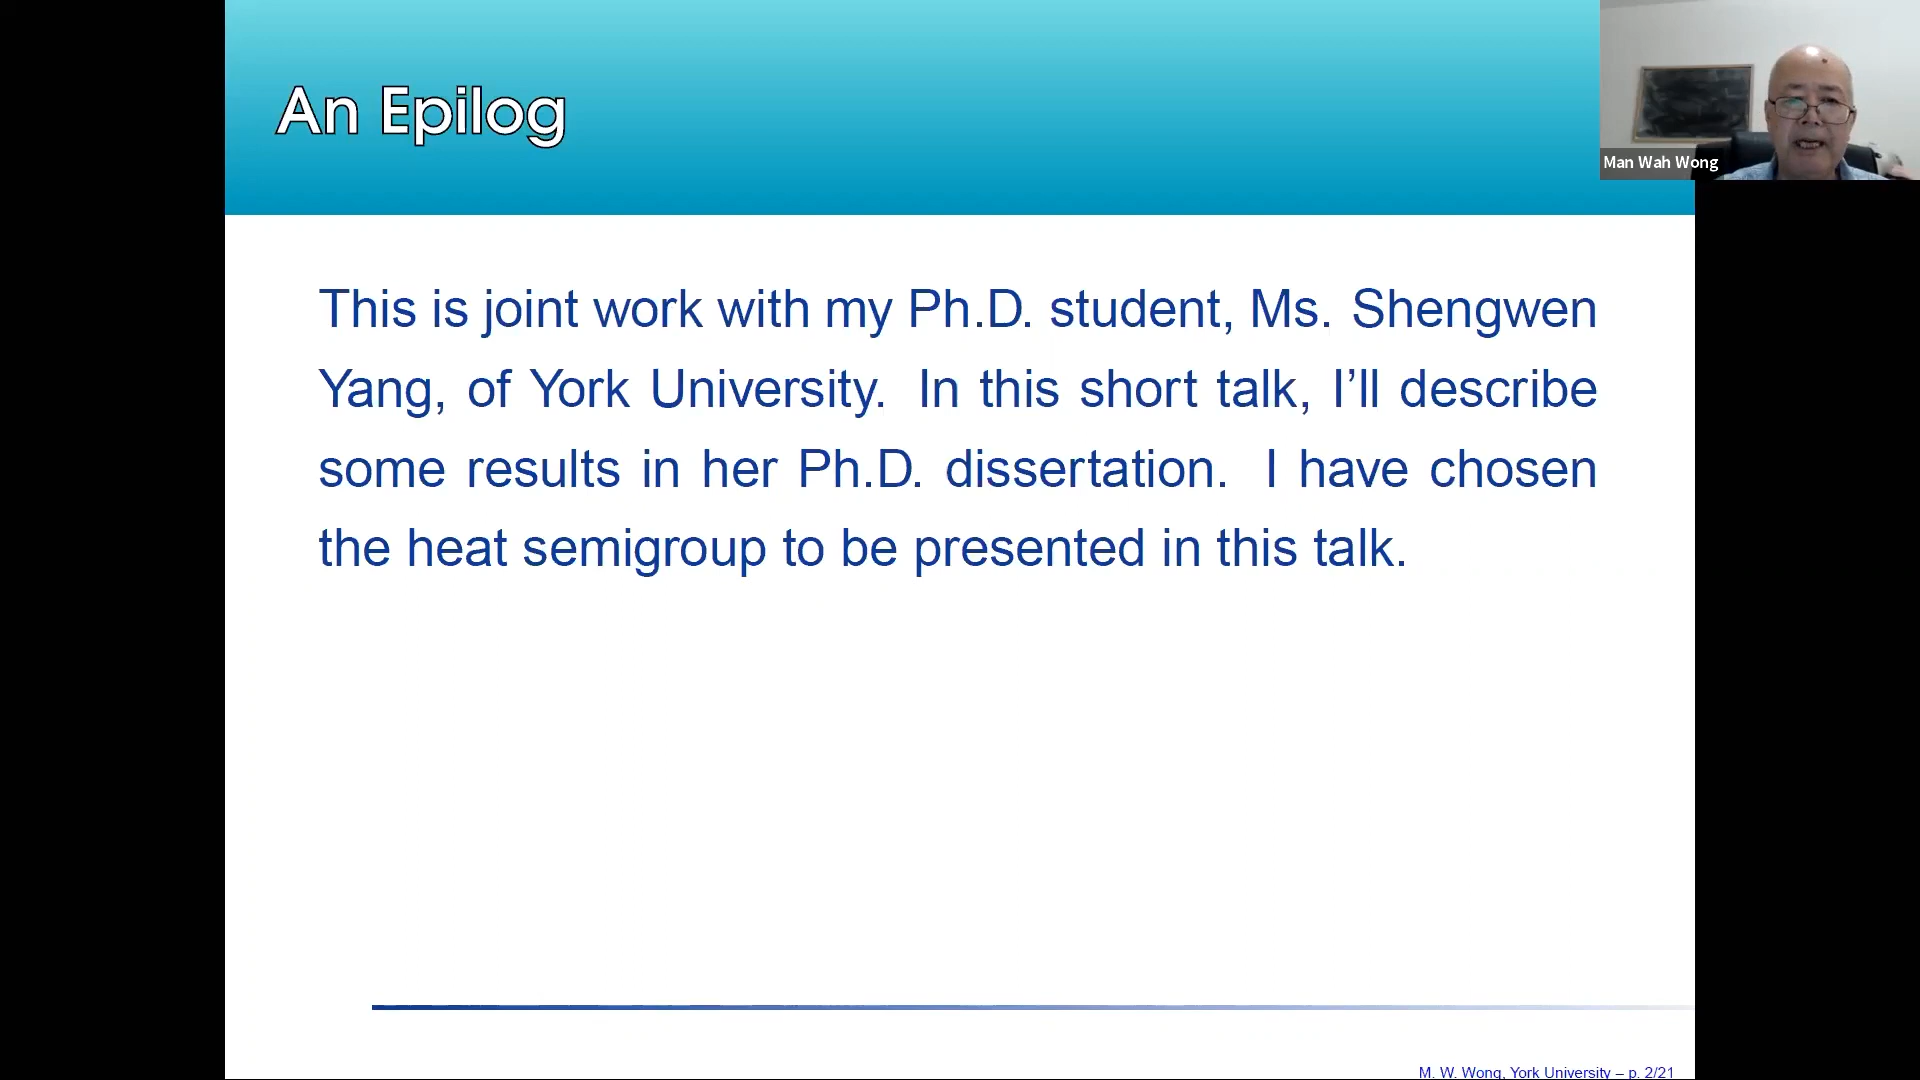 An Epilog
Man Wah Wong
This is joint work with my Ph.D. student, Ms. Shengwen
Yang, of York University. In this short talk, I’ll describe
some results in her Ph.D. dissertation. I have chosen
the heat semigroup to be presented in this talk.
M. W. Wong, York University – p. 2/21